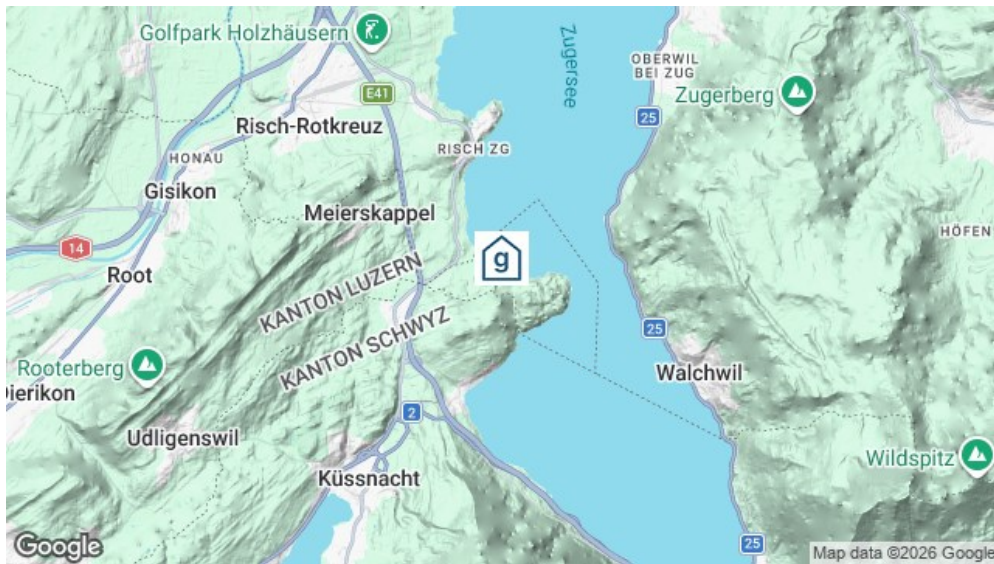 Golfpark Holzhäusern
Zugersee
OBERWIL
BEI ZUG
Zugerberg
E41
25
Risch-Rotkreuz
RISCH ZG
HONAU
Gisikon
Meierskappel
HÖFEN
14
Root
KANTON LUZERN
g
KANTON SCHWYZ
25
Rooterberg
Walchwil
Dierikon
2
Udligenswil
Wildspitz
Küssnacht
25
Google
Map data ©2026 Google